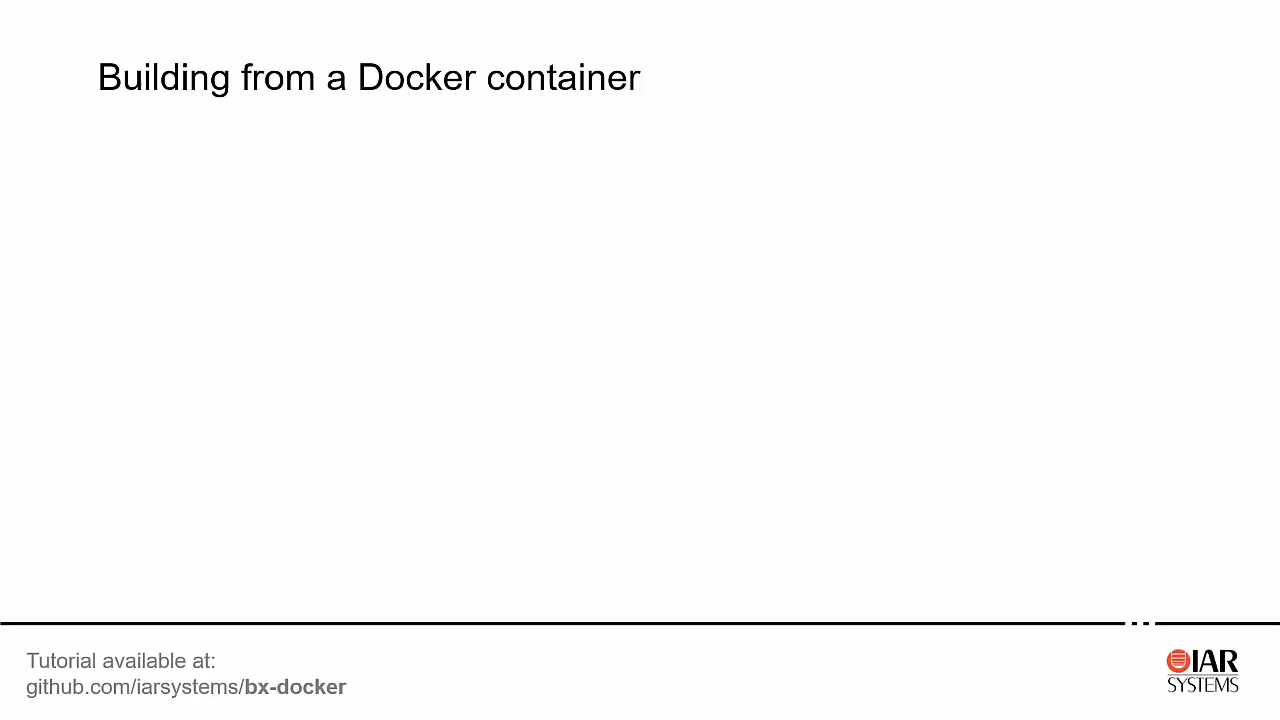 Building from a Docker container
Tutorial available at:
github.com/iarsystems/bx-docker
IAR
SYSTEMS